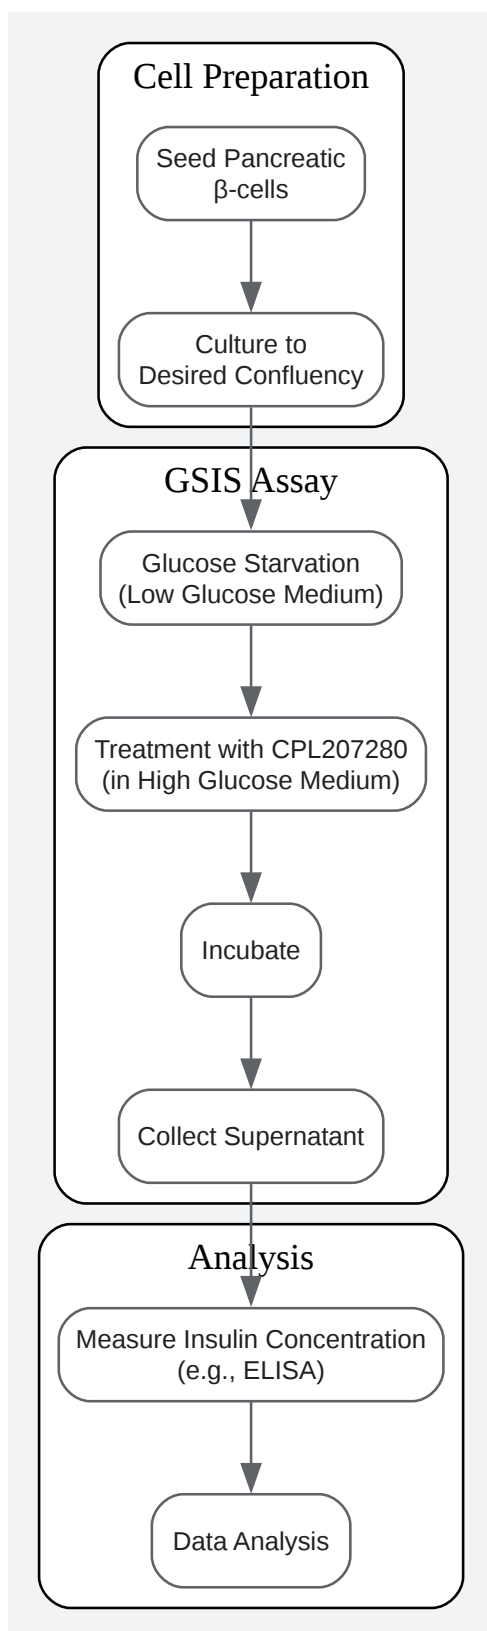 Cell Preparation
Seed Pancreatic
β-cells
Culture to
Desired Confluency
GSIS Assay
Glucose Starvation
(Low Glucose Medium)
Treatment with CPL207280
(in High Glucose Medium)
Incubate
Collect Supernatant
Analysis
Measure Insulin Concentration
(e.g., ELISA)
Data Analysis